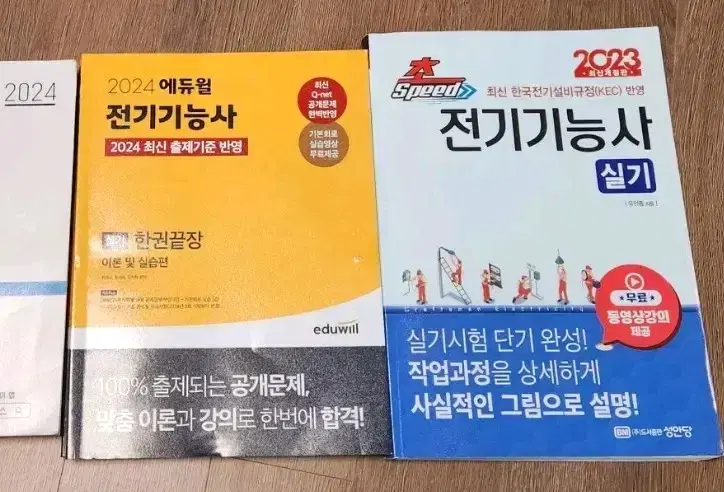 2024
2024 에듀윌
전기기능사
2024 최신 출제기준 반영
최신
Q-net
공개문제
완벽반영
기본회로
실습영상
무료제공
실기 한권끝장
이론 및 실습편
eduwill
100% 출제되는 공개문제,
맞춤 이론과 강의로 한번에 합격!
초
Speed
2023
최신개정판
최신 한국전기설비규정(KEC) 반영
전기기능사
실기
무료
동영상강의
제공
실기시험 단기 완성!
작업과정을 상세하게
사실적인 그림으로 설명!
BM (주)도서출판 성안당